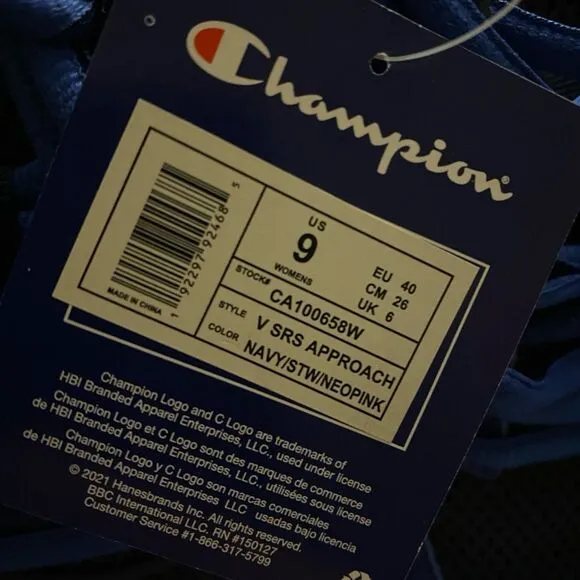 Champion®
US
9
WOMENS
EU 40
CM 26
UK 6
STOCK# CA100658W
STYLE V SRS APPROACH
COLOR NAVY/STW/NEOPINK
1 92297 92468 5
MADE IN CHINA
Champion Logo and C Logo are trademarks of
HBI Branded Apparel Enterprises, LLC., used under license
Champion Logo et C Logo sont des marques de commerce
de HBI Branded Apparel Enterprises, LLC., utilisées sous license
Champion Logo y C Logo son marcas comerciales
de HBI Branded Apparel Enterprises LLC usadas bajo licencia
© 2021 Hanesbrands Inc. All rights reserved.
BBC International LLC. RN #150127
Customer Service #1-866-317-5799